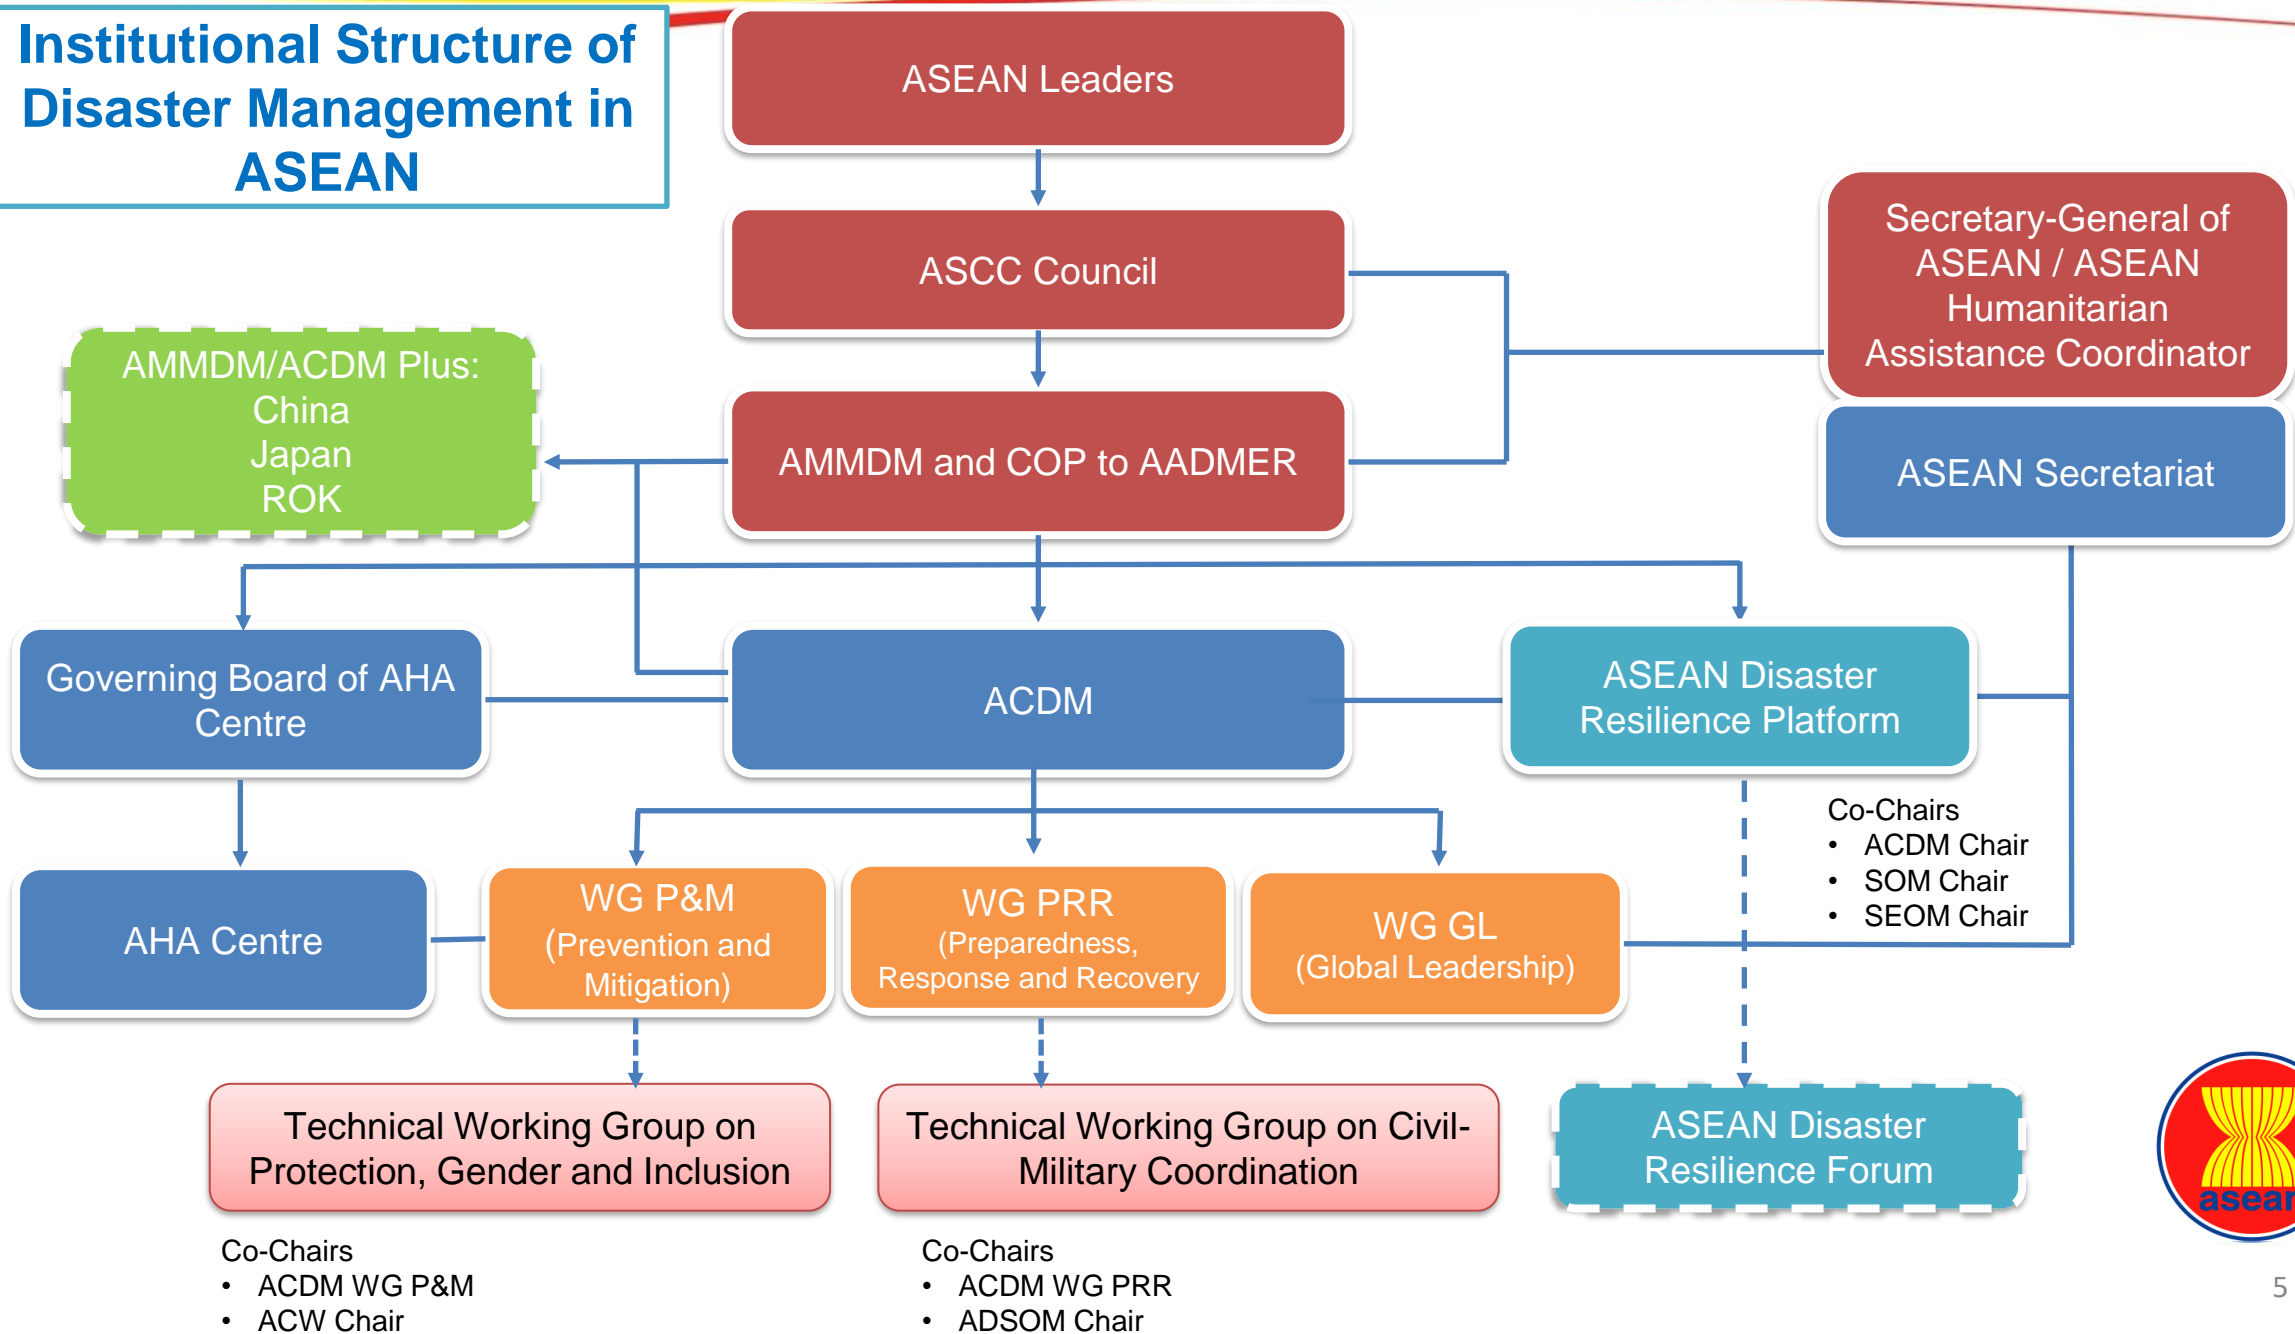 Institutional Structure of
Disaster Management in
ASEAN
ASEAN Leaders
ASCC Council
Secretary-General of
ASEAN / ASEAN
Humanitarian
Assistance Coordinator
AMMDM/ACDM Plus:
China
Japan
ROK
AMMDM and COP to AADMER
ASEAN Secretariat
Governing Board of AHA
Centre
ACDM
ASEAN Disaster
Resilience Platform
Co-Chairs
• ACDM Chair
• SOM Chair
• SEOM Chair
AHA Centre
WG P&M
(Prevention and
Mitigation)
WG PRR
(Preparedness,
Response and Recovery
WG GL
(Global Leadership)
Technical Working Group on
Protection, Gender and Inclusion
Technical Working Group on Civil-
Military Coordination
ASEAN Disaster
Resilience Forum
asean
Co-Chairs
• ACDM WG P&M
• ACW Chair
Co-Chairs
• ACDM WG PRR
• ADSOM Chair
5